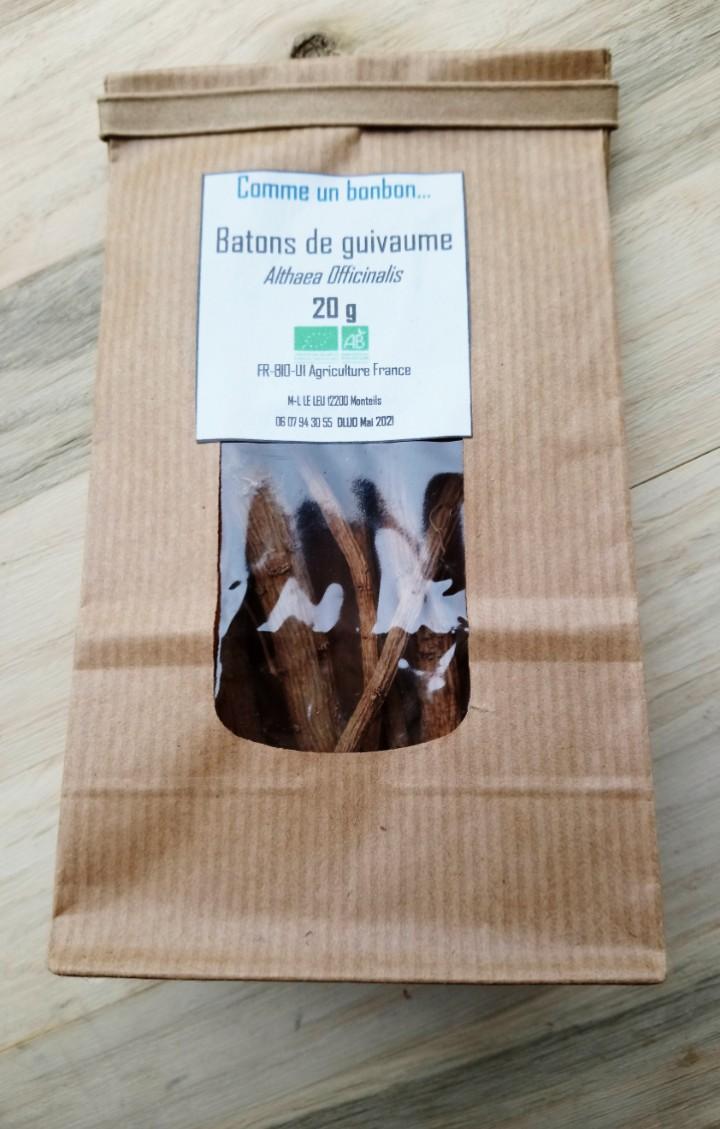 Comme un bonbon...
Batons de guivaume
Althaea Officinalis
20 g
AB
FR-BIO-01 Agriculture France
M-L LE LEU 12200 Monteils
06 07 94 30 55 DLUO Mai 2021